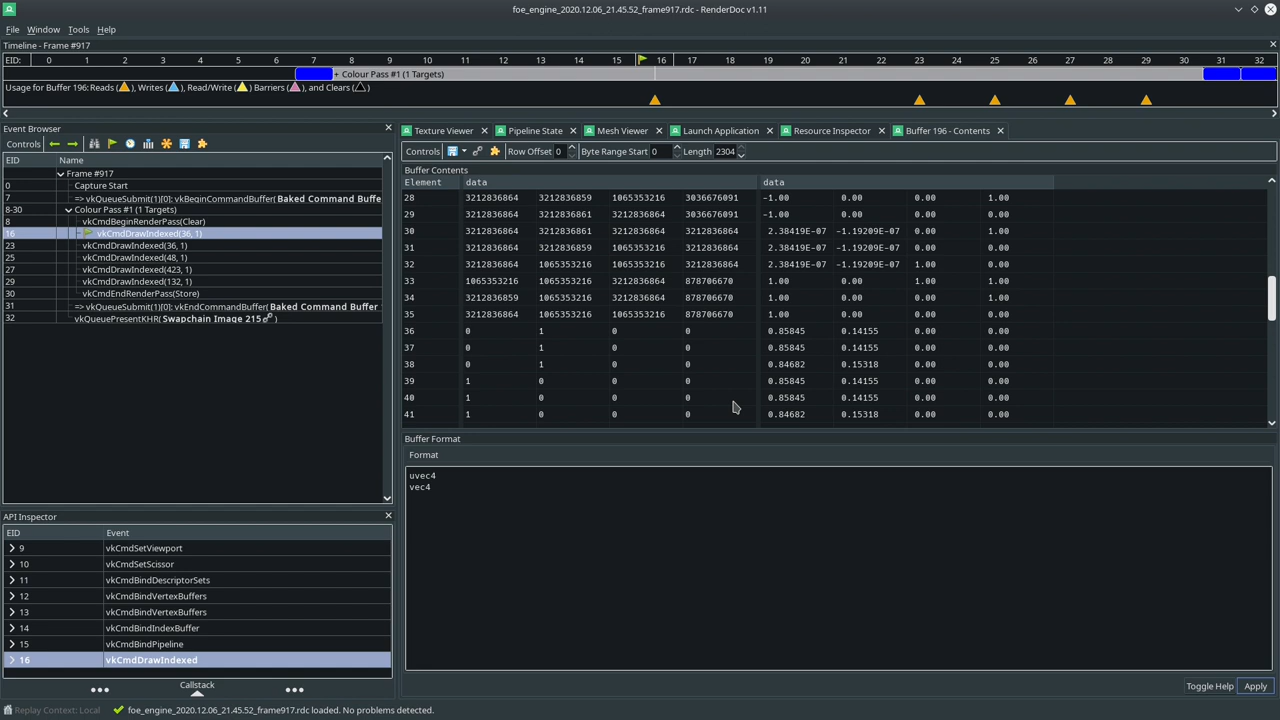 foe_engine_2020.12.06_21.45.52_frame917.rdc - RenderDoc v1.11
File Window Tools Help
Timeline - Frame #917
EID: 0 1 2 3 4 5 6 7 8 9 10 11 12 13 14 15 16 17 18 19 20 21 22 23 24 25 26 27 28 29 30 31 32
+ Colour Pass #1 (1 Targets)
Usage for Buffer 196: Reads ( ), Writes ( ), Read/Write ( ) Barriers ( ), and Clears ( )
Event Browser
Controls
EID Name
Frame #917
0 Capture Start
7 => vkQueueSubmit(1)[0]: vkBeginCommandBuffer( Baked Command Buffe
8-30 Colour Pass #1 (1 Targets)
8 vkCmdBeginRenderPass(Clear)
16 vkCmdDrawIndexed(36, 1)
23 vkCmdDrawIndexed(36, 1)
25 vkCmdDrawIndexed(48, 1)
27 vkCmdDrawIndexed(423, 1)
29 vkCmdDrawIndexed(132, 1)
30 vkCmdEndRenderPass(Store)
31 => vkQueueSubmit(1)[0]: vkEndCommandBuffer( Baked Command Buffer
32 vkQueuePresentKHR( Swapchain Image 215 )
API Inspector
EID Event
9 vkCmdSetViewport
10 vkCmdSetScissor
11 vkCmdBindDescriptorSets
12 vkCmdBindVertexBuffers
13 vkCmdBindVertexBuffers
14 vkCmdBindIndexBuffer
15 vkCmdBindPipeline
16 vkCmdDrawIndexed
Callstack
Texture Viewer Pipeline State Mesh Viewer Launch Application Resource Inspector Buffer 196 - Contents
Controls Row Offset 0 Byte Range Start 0 Length 2304
Buffer Contents
Element data data
28 3212836864 3212836859 1065353216 3036676091 -1.00 0.00 0.00 1.00
29 3212836864 3212836861 3212836864 3036676091 -1.00 0.00 0.00 1.00
30 3212836864 3212836861 3212836864 3212836864 2.38419E-07 -1.19209E-07 0.00 0.00
31 3212836864 3212836859 1065353216 3212836864 2.38419E-07 -1.19209E-07 0.00 0.00
32 3212836864 1065353216 1065353216 3212836864 2.38419E-07 -1.19209E-07 1.00 0.00
33 1065353216 1065353216 3212836864 878706670 1.00 0.00 1.00 1.00
34 3212836859 1065353216 3212836864 878706670 1.00 0.00 0.00 1.00
35 3212836864 1065353216 1065353216 878706670 1.00 0.00 0.00 0.00
36 0 1 0 0 0.85845 0.14155 0.00 0.00
37 0 1 0 0 0.85845 0.14155 0.00 0.00
38 0 1 0 0 0.84682 0.15318 0.00 0.00
39 1 0 0 0 0.85845 0.14155 0.00 0.00
40 1 0 0 0 0.85845 0.14155 0.00 0.00
41 1 0 0 0 0.84682 0.15318 0.00 0.00
Buffer Format
Format
uvec4
vec4
Toggle Help Apply
Replay Context: Local foe_engine_2020.12.06_21.45.52_frame917.rdc loaded. No problems detected.